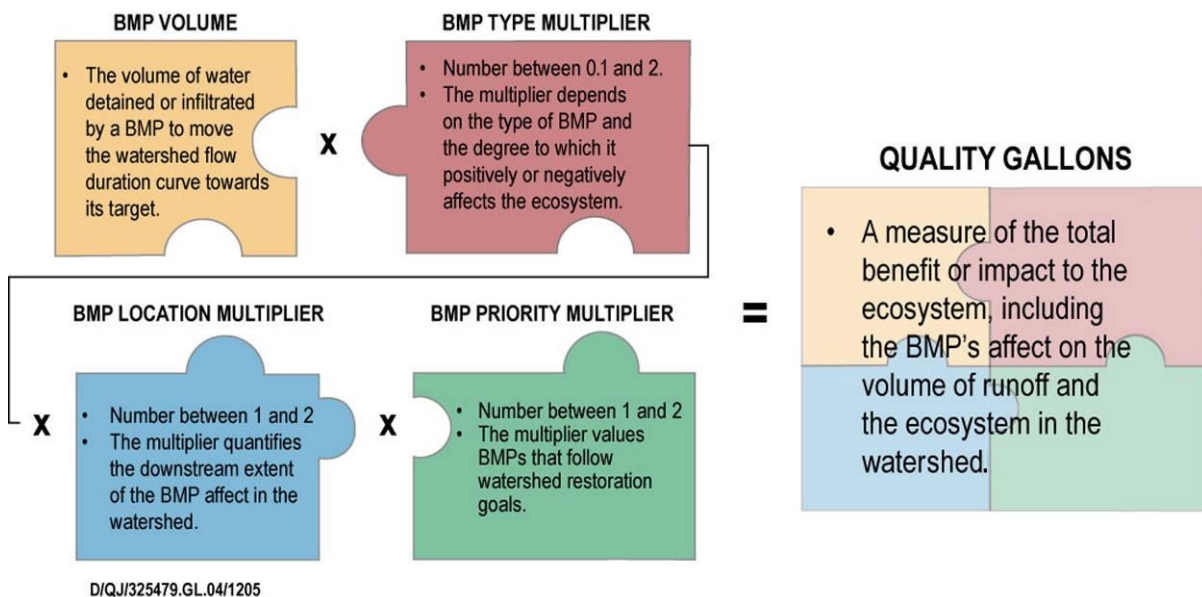 BMP VOLUME
• The volume of water
detained or infiltrated
by a BMP to move
the watershed flow
duration curve towards
its target.
x
BMP TYPE MULTIPLIER
• Number between 0.1 and 2.
• The multiplier depends
on the type of BMP and
the degree to which it
positively or negatively
affects the ecosystem.
x
BMP LOCATION MULTIPLIER
• Number between 1 and 2
• The multiplier quantifies
the downstream extent
of the BMP affect in the
watershed.
x
BMP PRIORITY MULTIPLIER
• Number between 1 and 2
• The multiplier values
BMPs that follow
watershed restoration
goals.
=
QUALITY GALLONS
• A measure of the total
benefit or impact to the
ecosystem, including
the BMP's affect on the
volume of runoff and
the ecosystem in the
watershed.
D/QJ/325479.GL.04/1205